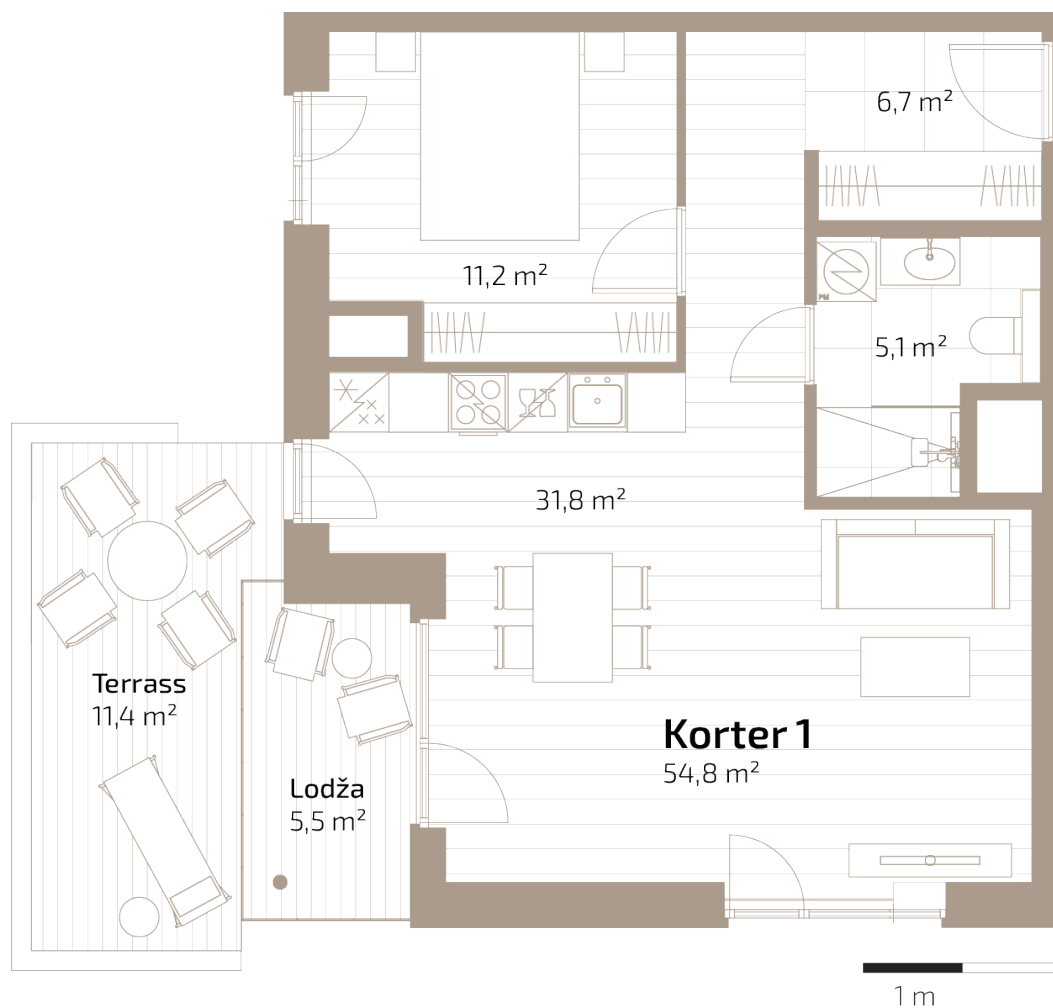 6,7 m²
11,2 m²
PM
5,1 m²
31,8 m²
Terrass
11,4 m²
Korter 1
54,8 m²
Lodža
5,5 m²
1 m